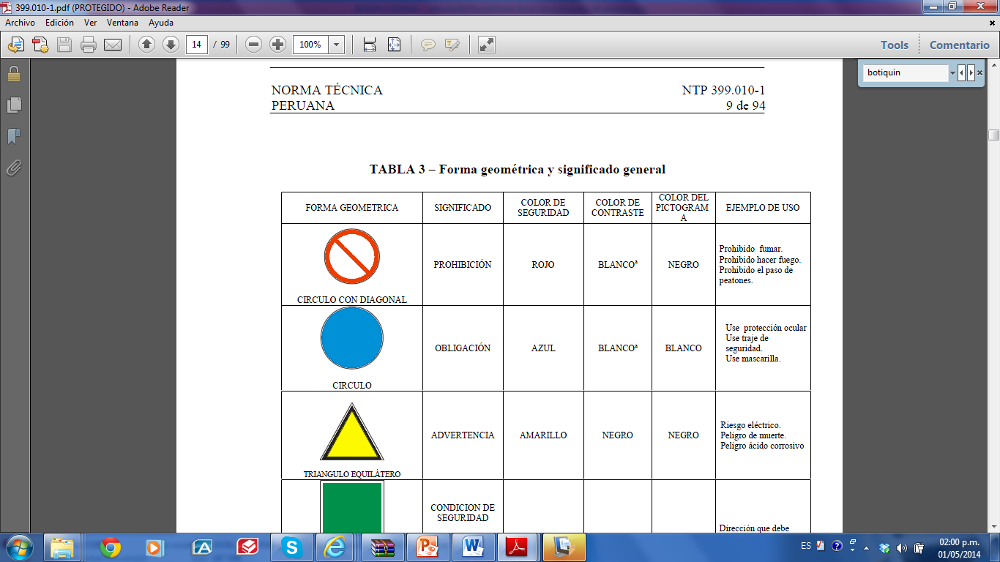 399.010-1.pdf (PROTEGIDO) - Adobe Reader
Archivo Edición Ver Ventana Ayuda
14 / 99 100% Tools Comentario
botiquin
NORMA TÉCNICA NTP 399.010-1
PERUANA 9 de 94
TABLA 3 – Forma geométrica y significado general
FORMA GEOMETRICA
SIGNIFICADO
COLOR DE
SEGURIDAD
COLOR DE
CONTRASTE
COLOR DEL
PICTOGRAM
A
EJEMPLO DE USO
CIRCULO CON DIAGONAL
PROHIBICIÓN
ROJO
BLANCOª
NEGRO
Prohibido fumar.
Prohibido hacer fuego.
Prohibido el paso de
peatones.
CIRCULO
OBLIGACIÓN
AZUL
BLANCOª
BLANCO
Use protección ocular
Use traje de
seguridad.
Use mascarilla.
TRIANGULO EQUILÁTERO
ADVERTENCIA
AMARILLO
NEGRO
NEGRO
Riesgo eléctrico.
Peligro de muerte.
Peligro ácido corrosivo
CONDICION DE
SEGURIDAD
Dirección que debe
ES 02:00 p.m.
01/05/2014